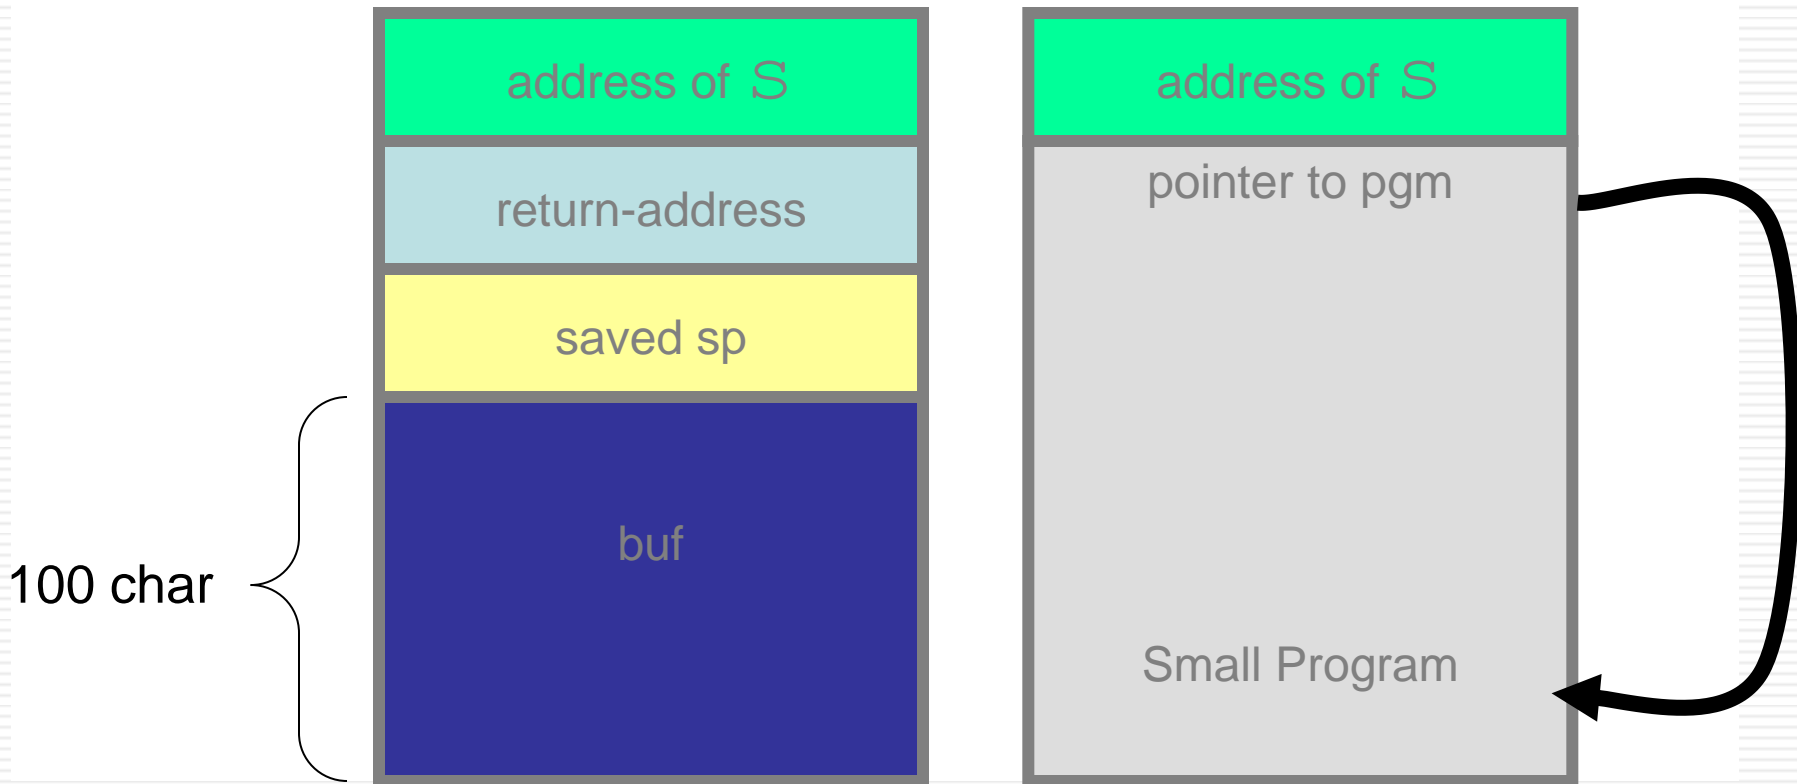 address of S
return-address
saved sp
buf
100 char
address of S
pointer to pgm
Small Program